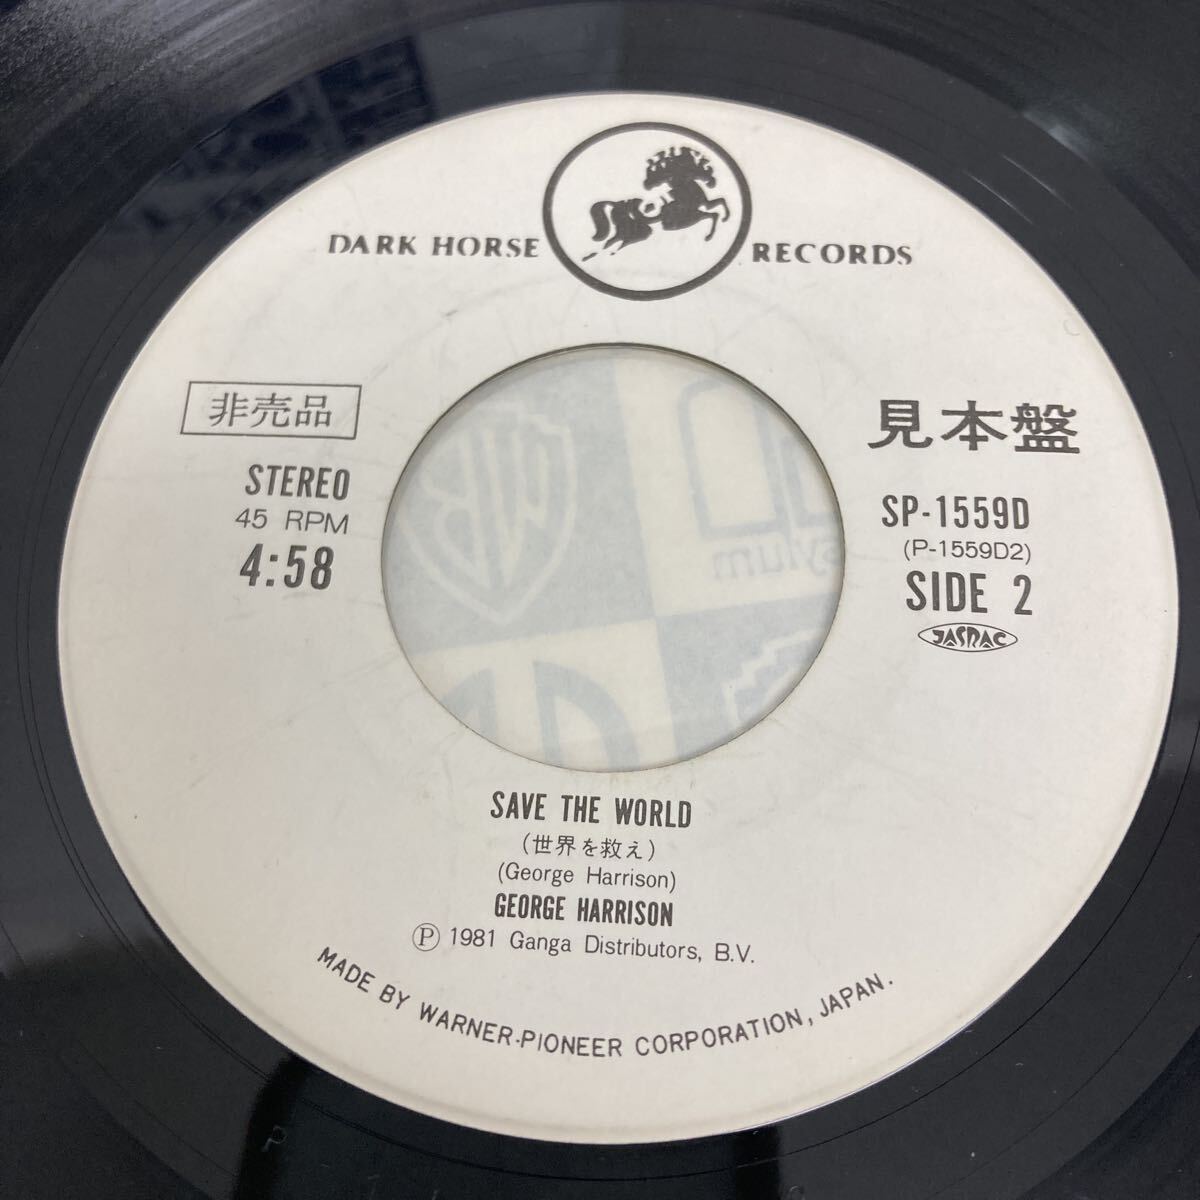 DARK HORSE RECORDS
非売品
見本盤
STEREO
45 RPM
4:58
SP-1559D
(P-1559D2)
SIDE 2
JASRAC
SAVE THE WORLD
(世界を救え)
(George Harrison)
GEORGE HARRISON
Ⓟ 1981 Ganga Distributors, B.V.
MADE BY WARNER-PIONEER CORPORATION, JAPAN.